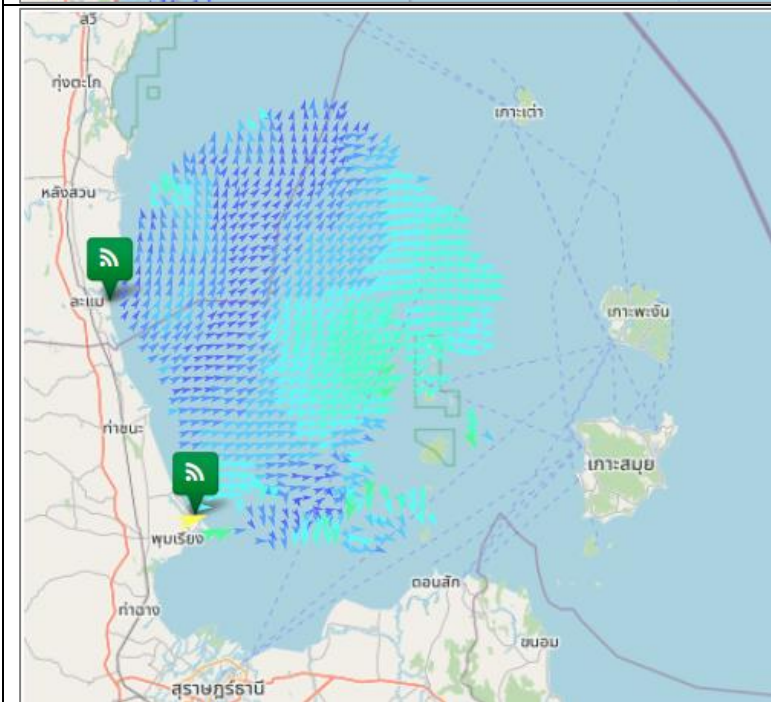 สวี
ทุ่งตะโก
เกาะเต่า
หลังสวน
ละแม
เกาะพะงัน
ท่าชนะ
เกาะสมุย
พุมเรียง
ดอนสัก
ท่าฉาง
ขนอม
สุราษฎร์ธานี